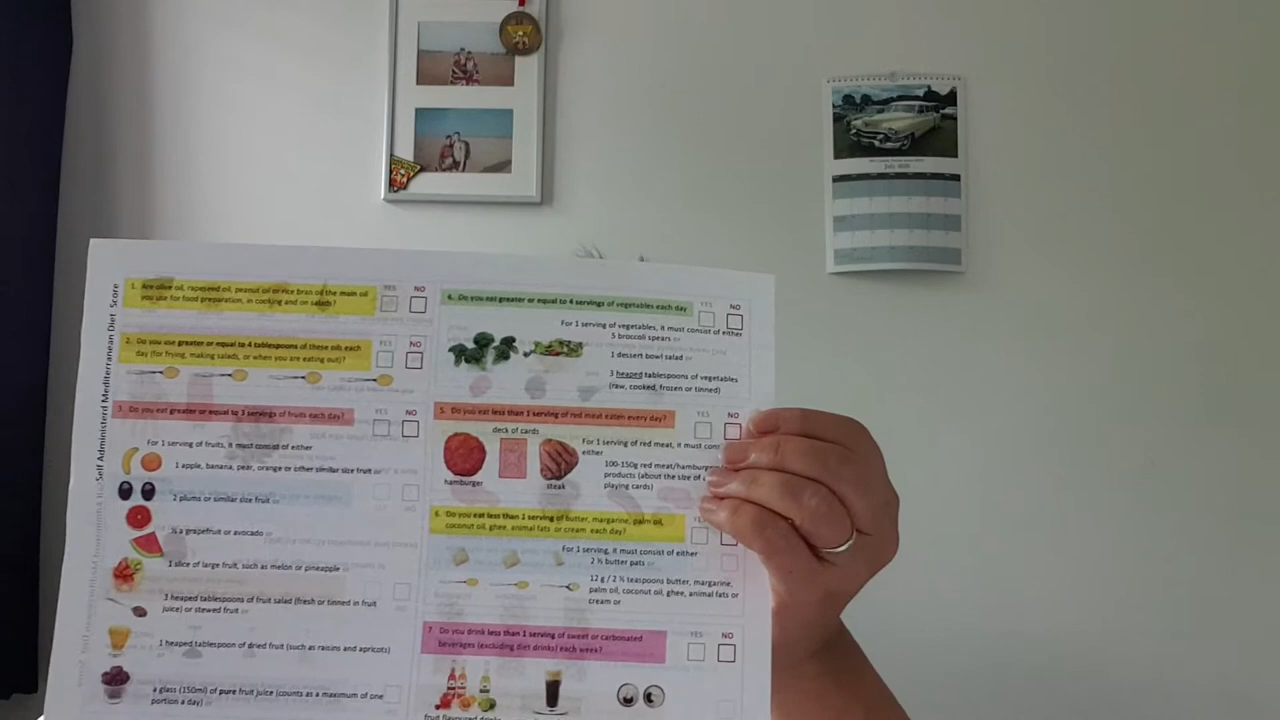 Self Administerd Mediterranean Diet Score
1. Are olive oil, rapeseed oil, peanut oil or rice bran oil the main oil
you use for food preparation, in cooking and on salads?
YES NO
2. Do you use greater or equal to 4 tablespoons of these oils each
day (for frying, making salads, or when you are eating out)?
YES NO
3. Do you eat greater or equal to 3 servings of fruits each day?
YES NO
For 1 serving of fruits, it must consist of either
1 apple, banana, pear, orange or other similar size fruit or
2 plums or similar size fruit or
½ a grapefruit or avocado or
1 slice of large fruit, such as melon or pineapple or
3 heaped tablespoons of fruit salad (fresh or tinned in fruit
juice) or stewed fruit or
1 heaped tablespoon of dried fruit (such as raisins and apricots)
a glass (150ml) of pure fruit juice (counts as a maximum of one
portion a day)
4. Do you eat greater or equal to 4 servings of vegetables each day
YES NO
For 1 serving of vegetables, it must consist of either
5 broccoli spears or
1 dessert bowl salad or
3 heaped tablespoons of vegetables
(raw, cooked, frozen or tinned)
5. Do you eat less than 1 serving of red meat eaten every day?
YES NO
deck of cards
hamburger
steak
For 1 serving of red meat, it must
either
100-150g red meat/hamburger
products (about the size of
playing cards)
6. Do you eat less than 1 serving of butter, margarine, palm oil,
coconut oil, ghee, animal fats or cream each day?
For 1 serving, it must consist of either
2 ½ butter pats or
12 g / 2 ½ teaspoons butter, margarine,
palm oil, coconut oil, ghee, animal fats or
cream or
7 Do you drink less than 1 serving of sweet or carbonated
beverages (excluding diet drinks) each week?
YES NO
fruit flavoured drinks
July 2020